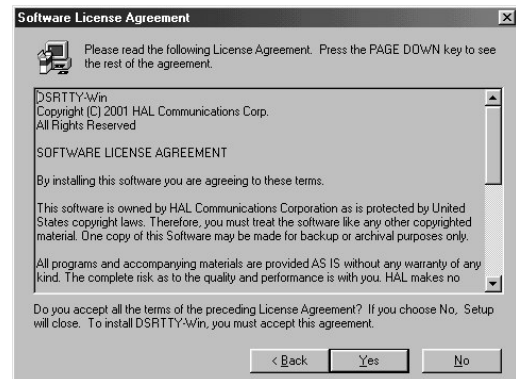 Software License Agreement
Please read the following License Agreement. Press the PAGE DOWN key to see
the rest of the agreement.
DSRTTY-Win
Copyright (C) 2001 HAL Communications Corp.
All Rights Reserved
SOFTWARE LICENSE AGREEMENT
By installing this software you are agreeing to these terms.
This software is owned by HAL Communications Corporation as is protected by United
States copyright laws. Therefore, you must treat the software like any other copyrighted
material. One copy of this Software may be made for backup or archival purposes only.
All programs and accompanying materials are provided AS IS without any warranty of any
kind. The complete risk as to the quality and performance is with you. HAL makes no
Do you accept all the terms of the preceding License Agreement? If you choose No, Setup
will close. To install DSRTTY-Win, you must accept this agreement.
< Back
Yes
No